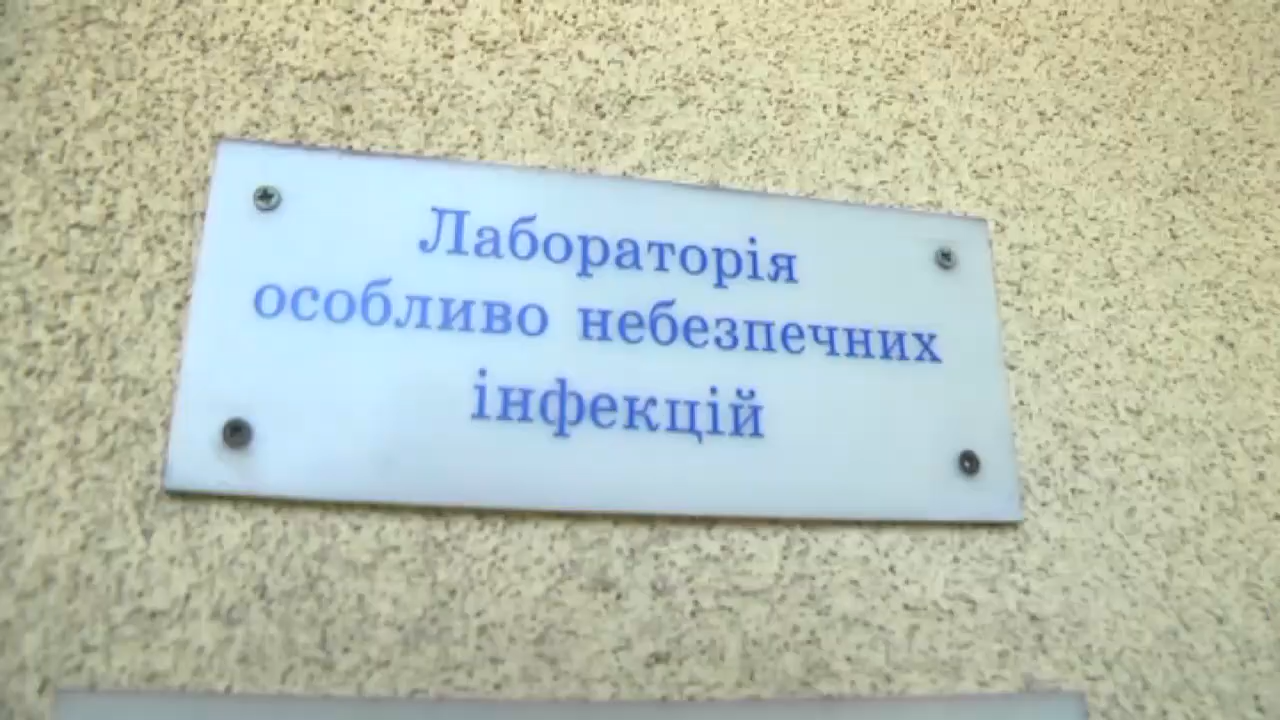 Лабораторія
особливо небезпечних
інфекцій